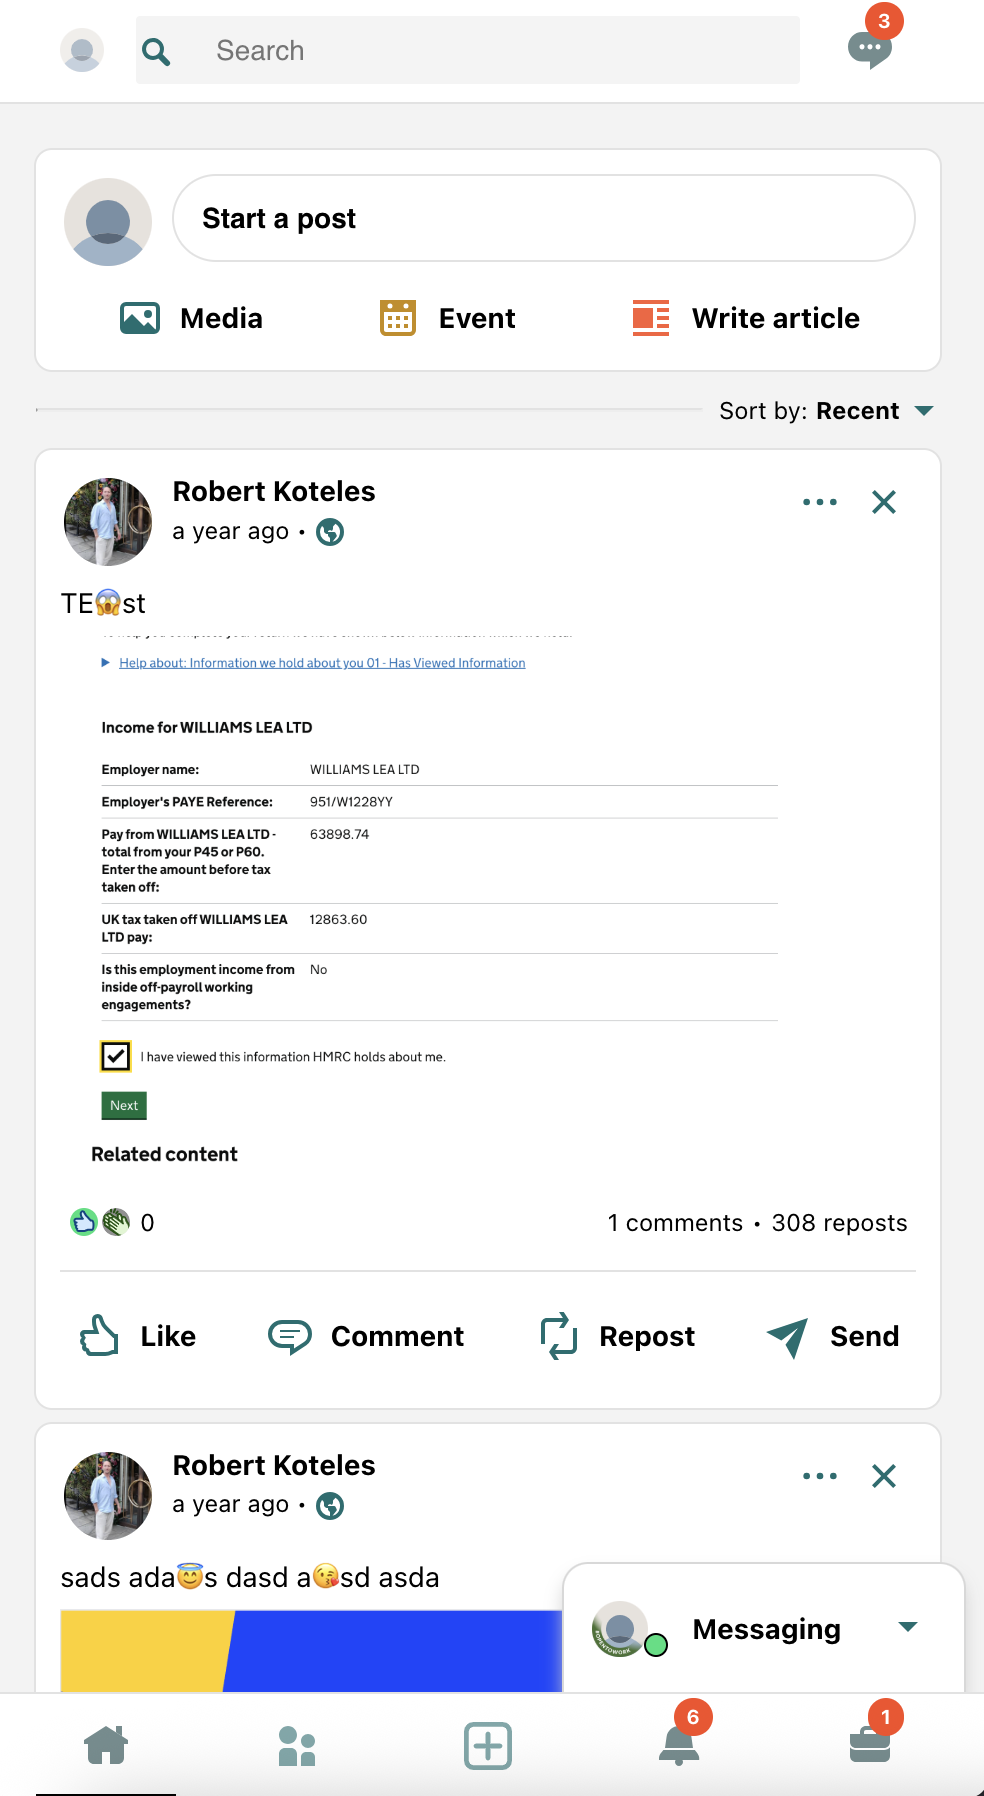 3
Search
Start a post
Media
Event
Write article
Sort by: Recent
Robert Koteles
a year ago •
TE😱st
Help about: Information we hold about you 01 - Has Viewed Information
Income for WILLIAMS LEA LTD
Employer name: WILLIAMS LEA LTD
Employer's PAYE Reference: 951/W1228YY
Pay from WILLIAMS LEA LTD - 63898.74
total from your P45 or P60.
Enter the amount before tax
taken off:
UK tax taken off WILLIAMS LEA 12863.60
LTD pay:
Is this employment income from No
inside off-payroll working
engagements?
I have viewed this information HMRC holds about me.
Next
Related content
0
1 comments • 308 reposts
Like
Comment
Repost
Send
Robert Koteles
a year ago •
sads ada😇s dasd a😘sd asda
#OPENTOWORK
Messaging
6
1